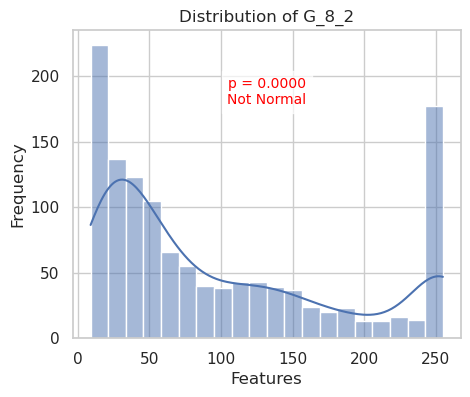 Distribution of G_8_2
p = 0.0000
Not Normal
Frequency
200
150
100
50
0
0 50 100 150 200 250
Features